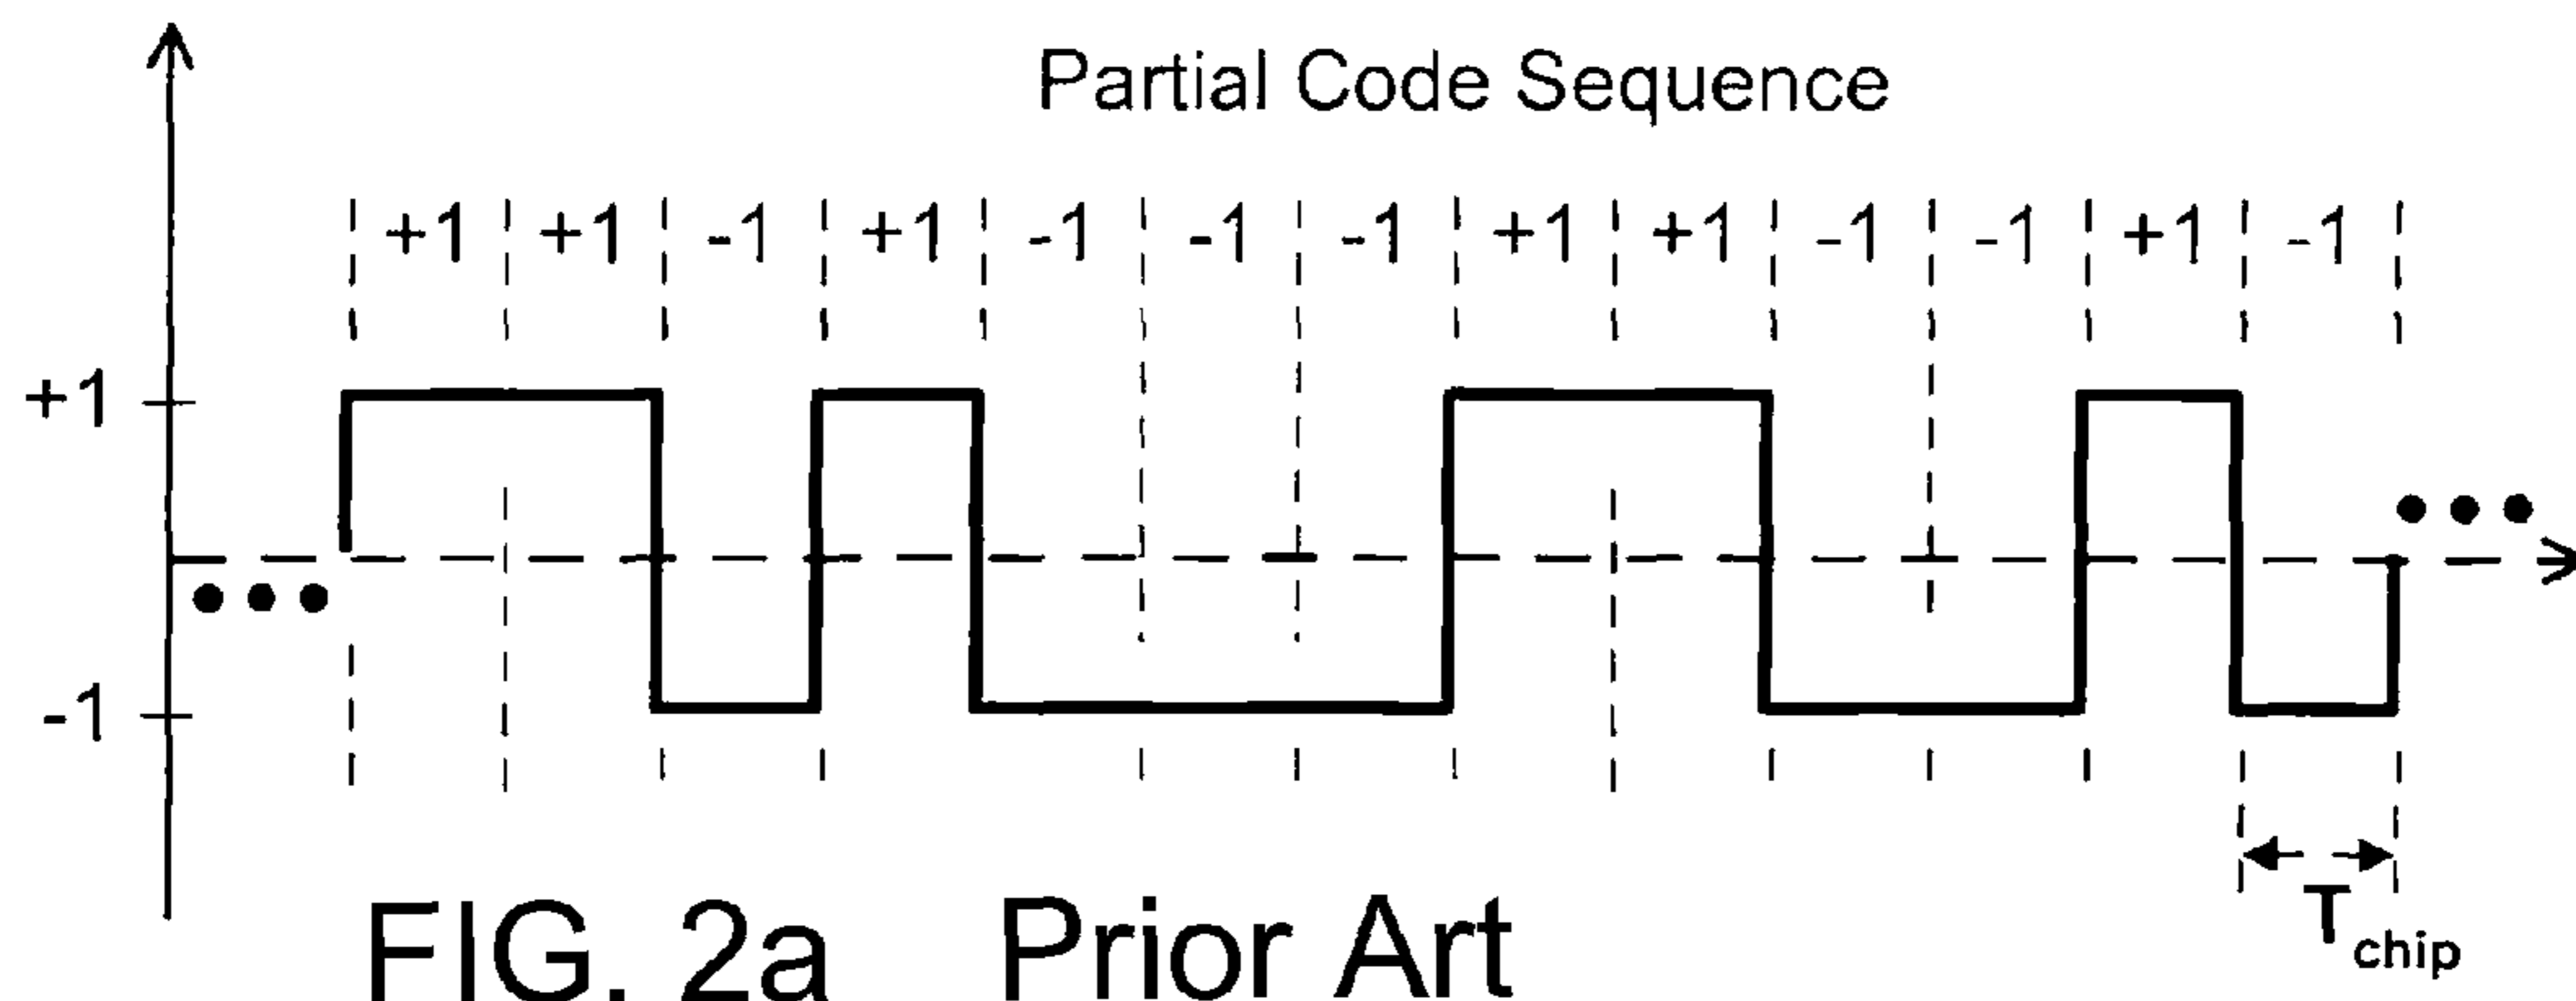 Partial Code Sequence
+1 +1 -1 +1 -1 -1 -1 +1 +1 -1 -1 +1 -1
+1
-1
T chip
FIG. 2a Prior Art